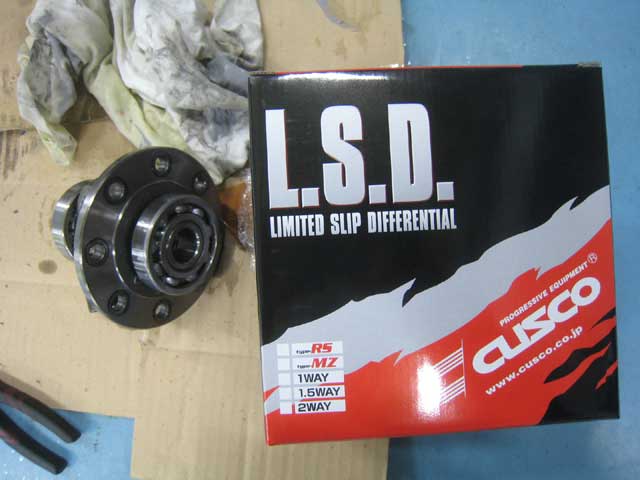 L.S.D.
LIMITED SLIP DIFFERENTIAL
PROGRESSIVE EQUIPMENT ®
CUSCO
www.cusco.co.jp
type-RS
type-MZ
1WAY
1.5WAY
2WAY